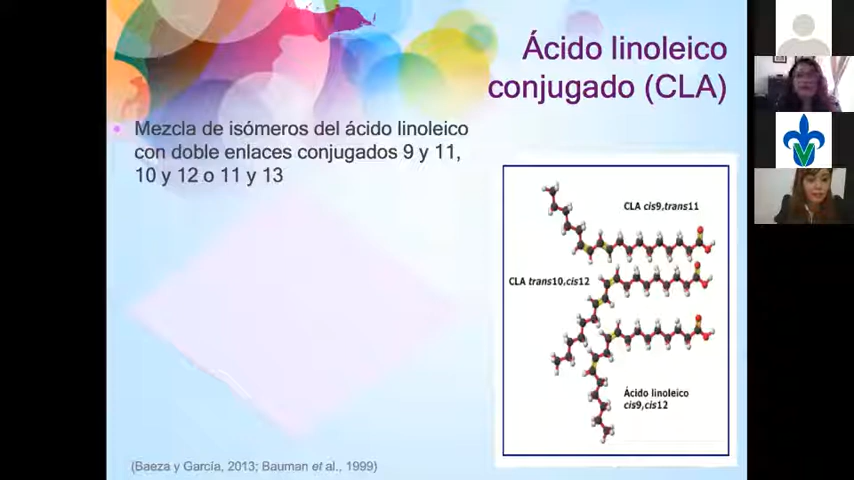 Ácido linoleico
conjugado (CLA)
Mezcla de isómeros del ácido linoleico
con doble enlaces conjugados 9 y 11,
10 y 12 o 11 y 13
CLA cis9,trans11
CLA trans10,cis12
Ácido linoleico
cis9,cis12
(Baeza y García, 2013; Bauman et al., 1999)